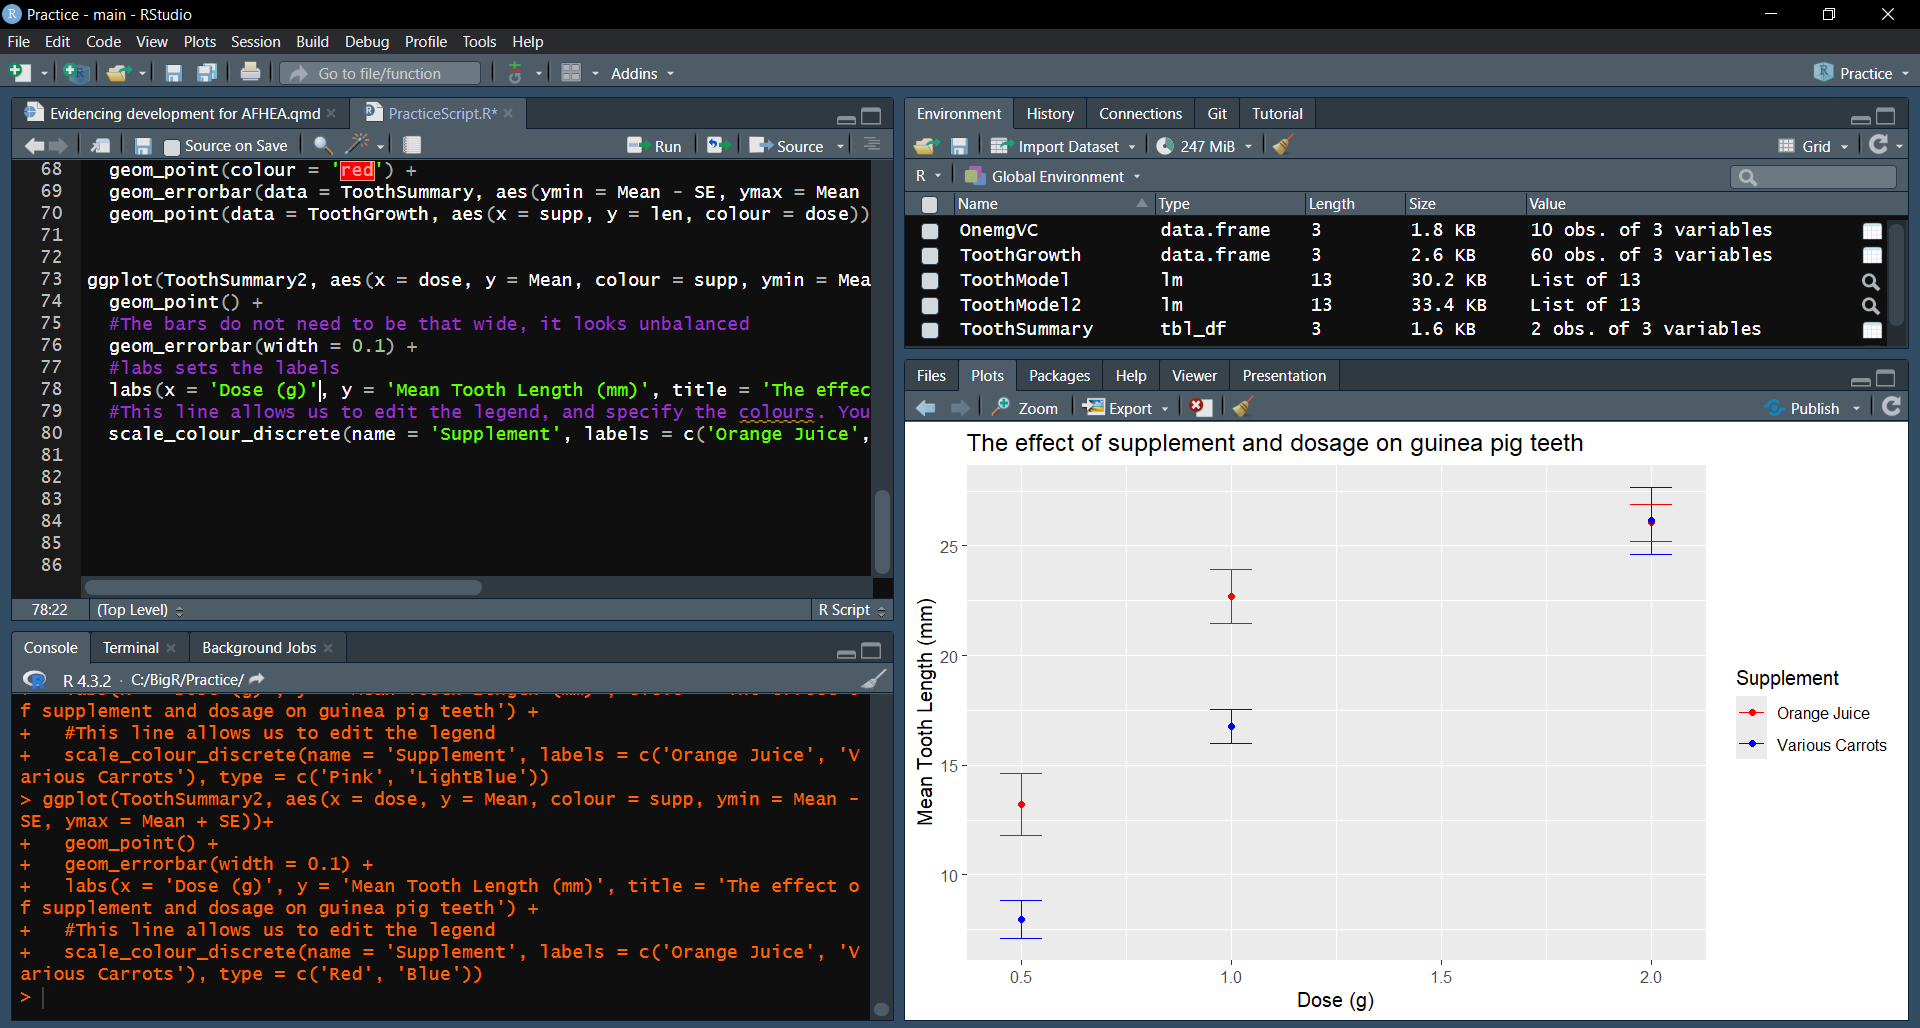 Practice - main - RStudio
File Edit Code View Plots Session Build Debug Profile Tools Help
Go to file/function
Addins
Practice
Evidencing development for AFHEA.qmd
PracticeScript.R*
Source on Save
Run
Source
68 geom_point(colour = 'red') +
69 geom_errorbar(data = ToothSummary, aes(ymin = Mean - SE, ymax = Mean
70 geom_point(data = ToothGrowth, aes(x = supp, y = len, colour = dose))
71
72
73 ggplot(ToothSummary2, aes(x = dose, y = Mean, colour = supp, ymin = Mea
74 geom_point() +
75 #The bars do not need to be that wide, it looks unbalanced
76 geom_errorbar(width = 0.1) +
77 #labs sets the labels
78 labs(x = 'Dose (g)', y = 'Mean Tooth Length (mm)', title = 'The effec
79 #This line allows us to edit the legend, and specify the colours. You
80 scale_colour_discrete(name = 'Supplement', labels = c('Orange Juice',
81
82
83
84
85
86
78:22 (Top Level) R Script
Console Terminal Background Jobs
R 4.3.2 · C:/BigR/Practice/
f supplement and dosage on guinea pig teeth') +
+ #This line allows us to edit the legend
+ scale_colour_discrete(name = 'Supplement', labels = c('Orange Juice', 'V
arious Carrots'), type = c('Pink', 'LightBlue'))
> ggplot(ToothSummary2, aes(x = dose, y = Mean, colour = supp, ymin = Mean -
SE, ymax = Mean + SE))+
+ geom_point() +
+ geom_errorbar(width = 0.1) +
+ labs(x = 'Dose (g)', y = 'Mean Tooth Length (mm)', title = 'The effect o
f supplement and dosage on guinea pig teeth') +
+ #This line allows us to edit the legend
+ scale_colour_discrete(name = 'Supplement', labels = c('Orange Juice', 'V
arious Carrots'), type = c('Red', 'Blue'))
>
Environment History Connections Git Tutorial
Import Dataset 247 MiB Grid
R Global Environment
Name Type Length Size Value
OnemgVC data.frame 3 1.8 KB 10 obs. of 3 variables
ToothGrowth data.frame 3 2.6 KB 60 obs. of 3 variables
ToothModel lm 13 30.2 KB List of 13
ToothModel2 lm 13 33.4 KB List of 13
ToothSummary tbl_df 3 1.6 KB 2 obs. of 3 variables
Files Plots Packages Help Viewer Presentation
Zoom Export Publish
The effect of supplement and dosage on guinea pig teeth
Mean Tooth Length (mm)
25
20
15
10
0.5 1.0 1.5 2.0
Dose (g)
Supplement
Orange Juice
Various Carrots